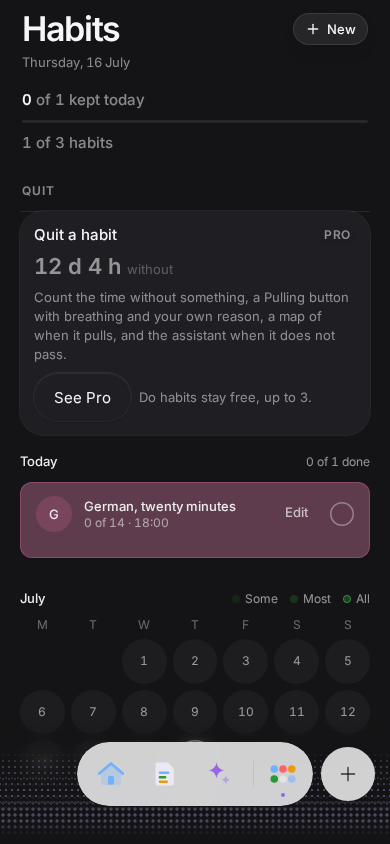 Habits
New
Thursday, 16 July
0 of 1 kept today
1 of 3 habits
QUIT
Quit a habit
PRO
12 d 4 h without
Count the time without something, a Pulling button
with breathing and your own reason, a map of
when it pulls, and the assistant when it does not
pass.
See Pro
Do habits stay free, up to 3.
Today
0 of 1 done
G
German, twenty minutes
0 of 14 · 18:00
Edit
July
Some
Most
All
M T W T F S S
1 2 3 4 5
6 7 8 9 10 11 12